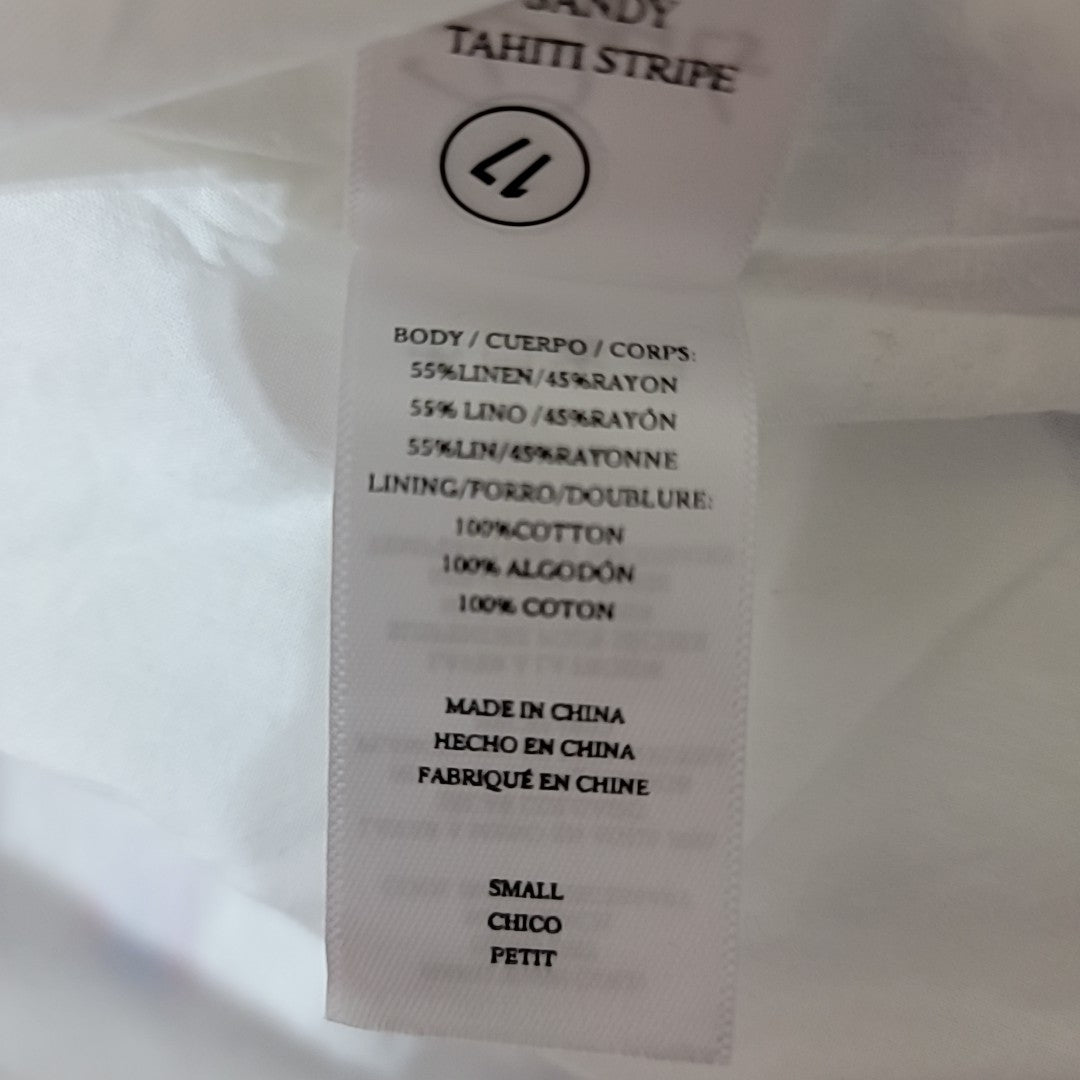 SANDY
TAHITI STRIPE
17
BODY / CUERPO / CORPS:
55%LINEN/45%RAYON
55% LINO /45%RAYÓN
55%LIN/45%RAYONNE
LINING/FORRO/DOUBLURE:
100%COTTON
100% ALGODÓN
100% COTON
MADE IN CHINA
HECHO EN CHINA
FABRIQUÉ EN CHINE
SMALL
CHICO
PETIT